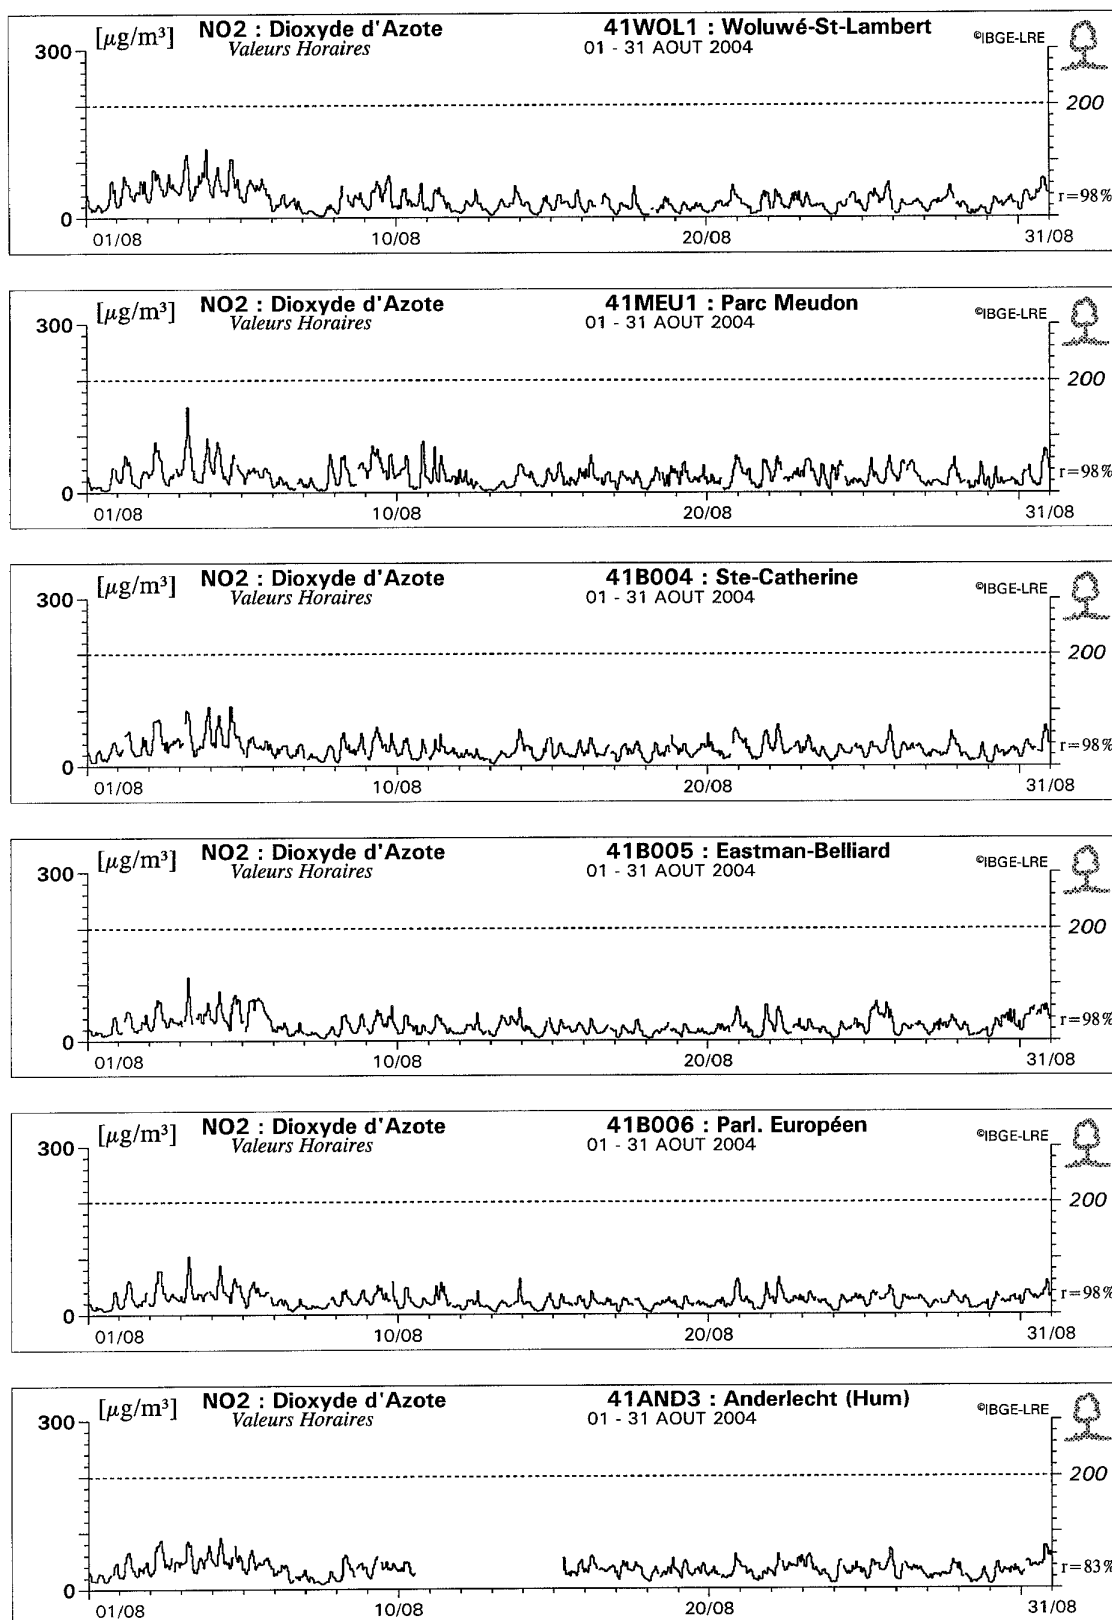 [µg/m³] NO2 : Dioxyde d'Azote 41WOL1 : Woluwé-St-Lambert ©IBGE-LRE
Valeurs Horaires 01 - 31 AOUT 2004
300
200
r=98%
0
01/08 10/08 20/08 31/08
[µg/m³] NO2 : Dioxyde d'Azote 41MEU1 : Parc Meudon ©IBGE-LRE
Valeurs Horaires 01 - 31 AOUT 2004
300
200
r=98%
0
01/08 10/08 20/08 31/08
[µg/m³] NO2 : Dioxyde d'Azote 41B004 : Ste-Catherine ©IBGE-LRE
Valeurs Horaires 01 - 31 AOUT 2004
300
200
r=98%
0
01/08 10/08 20/08 31/08
[µg/m³] NO2 : Dioxyde d'Azote 41B005 : Eastman-Belliard ©IBGE-LRE
Valeurs Horaires 01 - 31 AOUT 2004
300
200
r=98%
0
01/08 10/08 20/08 31/08
[µg/m³] NO2 : Dioxyde d'Azote 41B006 : Parl. Européen ©IBGE-LRE
Valeurs Horaires 01 - 31 AOUT 2004
300
200
r=98%
0
01/08 10/08 20/08 31/08
[µg/m³] NO2 : Dioxyde d'Azote 41AND3 : Anderlecht (Hum) ©IBGE-LRE
Valeurs Horaires 01 - 31 AOUT 2004
300
200
r=83%
0
01/08 10/08 20/08 31/08